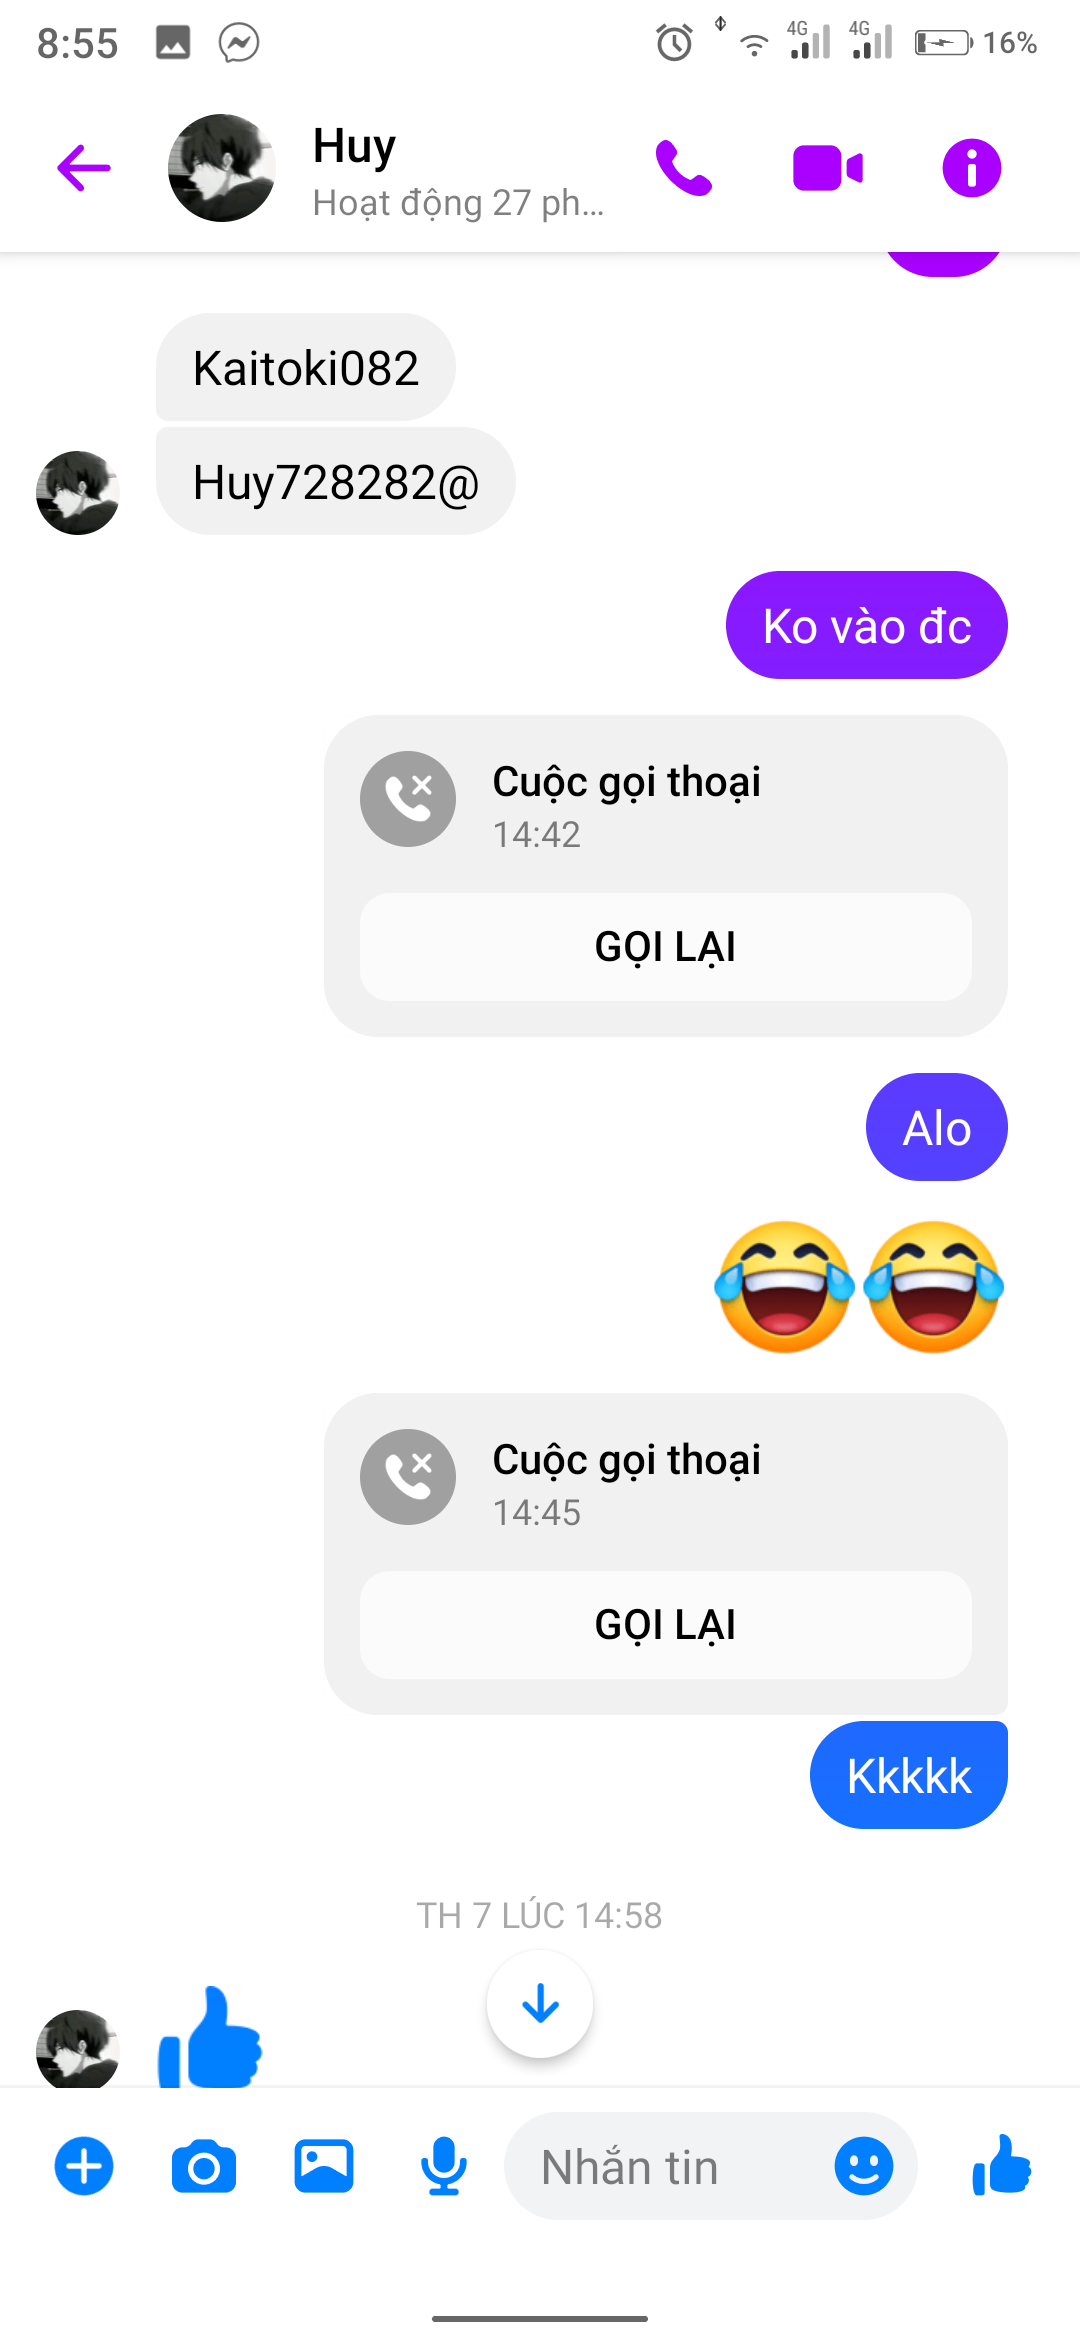 8:55
4G
4G
16%
Huy
Hoạt động 27 ph...
Kaitoki082
Huy728282@
Ko vào đc
Cuộc gọi thoại
14:42
GỌI LẠI
Alo
Cuộc gọi thoại
14:45
GỌI LẠI
Kkkkk
TH 7 LÚC 14:58
Nhắn tin